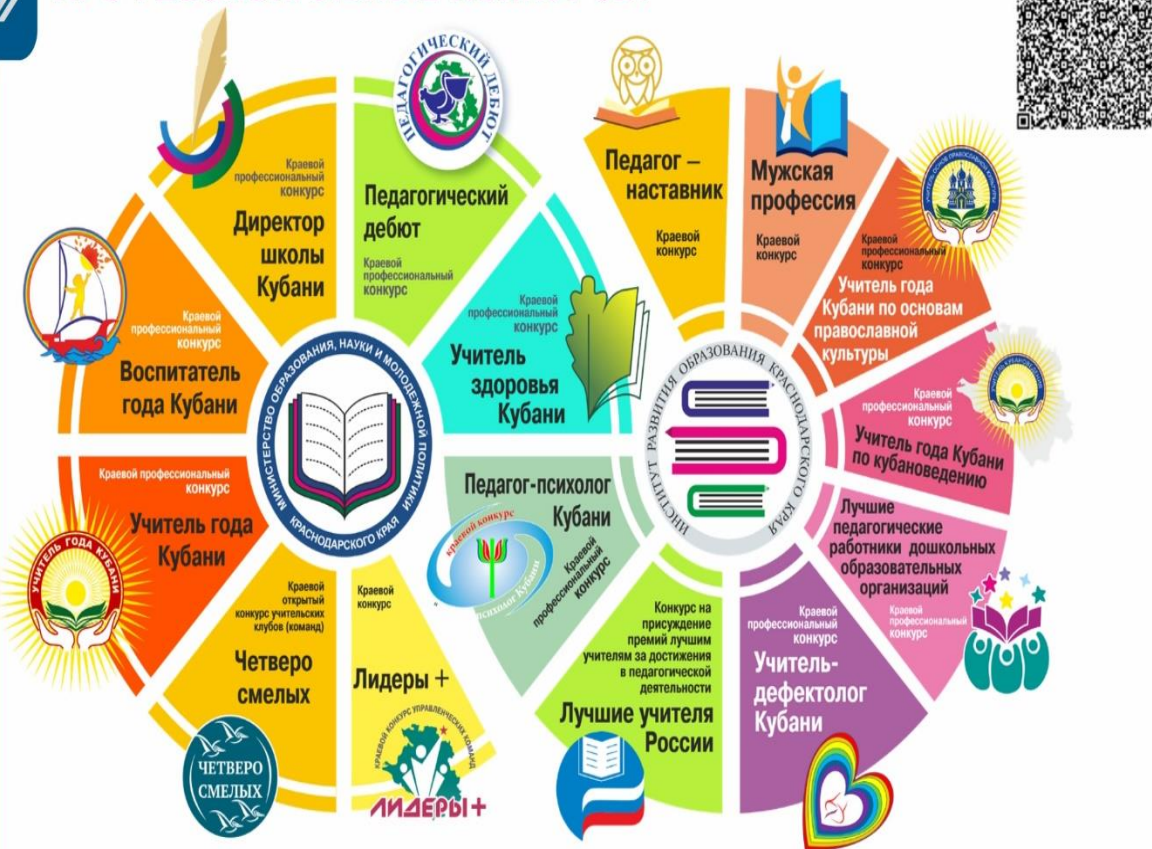 Краевой
профессиональный
конкурс
Директор
школы
Кубани
ПЕДАГОГИЧЕСКИЙ ДЕБЮТ
Педагогический
дебют
Краевой
профессиональный
конкурс
Краевой
профессиональный
конкурс
Воспитатель
года Кубани
Краевой
профессиональный
конкурс
Учитель
здоровья
Кубани
МИНИСТЕРСТВО ОБРАЗОВАНИЯ, НАУКИ И МОЛОДЕЖНОЙ ПОЛИТИКИ
КРАСНОДАРСКОГО КРАЯ
Краевой профессиональный
конкурс
Учитель года
Кубани
УЧИТЕЛЬ ГОДА КУБАНИ
Краевой
открытый
конкурс учительских
клубов (команд)
Четверо
смелых
ЧЕТВЕРО
СМЕЛЫХ
Краевой
конкурс
Лидеры +
КРАЕВОЙ КОНКУРС УПРАВЛЕНЧЕСКИХ КОМАНД
ЛИДЕРЫ+
Педагог-психолог
Кубани
краевой конкурс
психолог Кубани
Краевой
профессиональный
конкурс
Педагог –
наставник
Краевой
конкурс
Мужская
профессия
Краевой
конкурс
УЧИТЕЛЬ ОСНОВ ПРАВОСЛАВНОЙ КУЛЬТУРЫ
Краевой
профессиональный
конкурс
Учитель года
Кубани по основам
православной
культуры
ИНСТИТУТ РАЗВИТИЯ ОБРАЗОВАНИЯ КРАСНОДАРСКОГО КРАЯ
Краевой
профессиональный
конкурс
Учитель года Кубани
по кубановедению
Лучшие
педагогические
работники дошкольных
образовательных
организаций
Краевой
профессиональный
конкурс
Краевой
профессиональный
конкурс
Учитель-
дефектолог
Кубани
Конкурс на
присуждение
премий лучшим
учителям за достижения
в педагогической
деятельности
Лучшие учителя
России